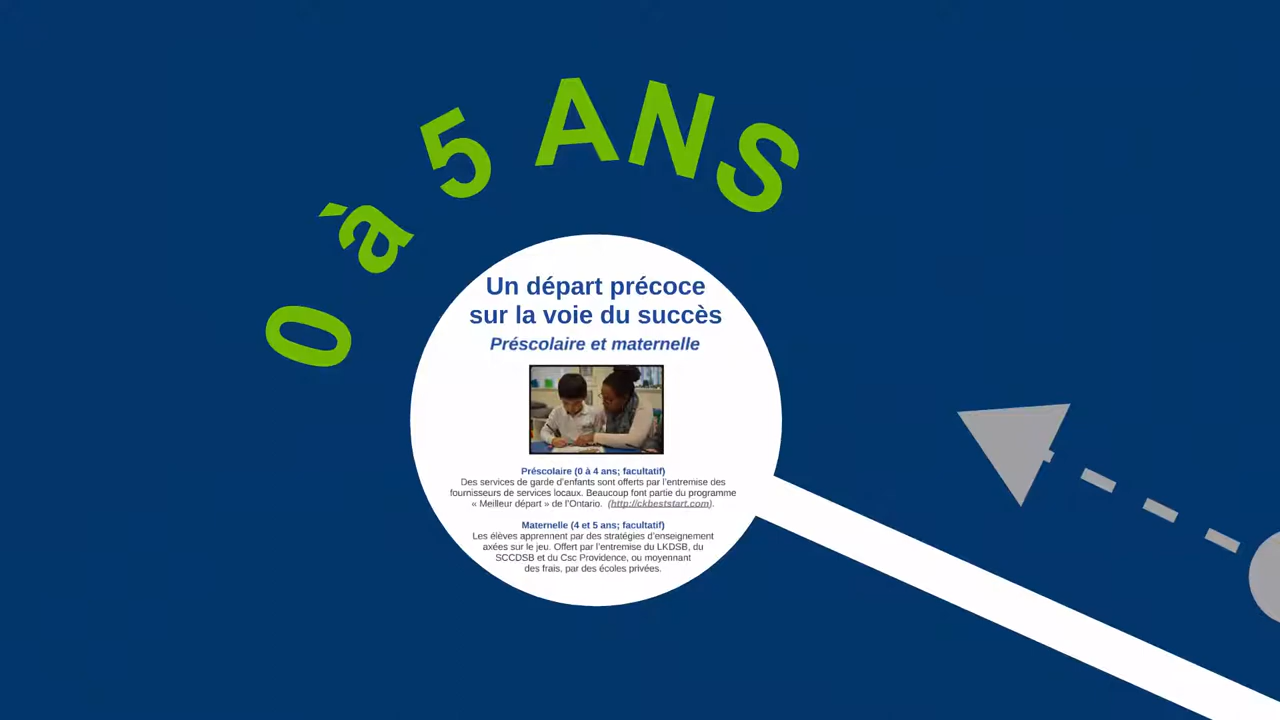 0 à 5 ANS
Un départ précoce
sur la voie du succès
Préscolaire et maternelle
Préscolaire (0 à 4 ans; facultatif)
Des services de garde d'enfants sont offerts par l'entremise des
fournisseurs de services locaux. Beaucoup font partie du programme
« Meilleur départ » de l'Ontario. (http://ckbeststart.com).
Maternelle (4 et 5 ans; facultatif)
Les élèves apprennent par des stratégies d'enseignement
axées sur le jeu. Offert par l'entremise du LKDSB, du
SCCDSB et du Csc Providence, ou moyennant
des frais, par des écoles privées.